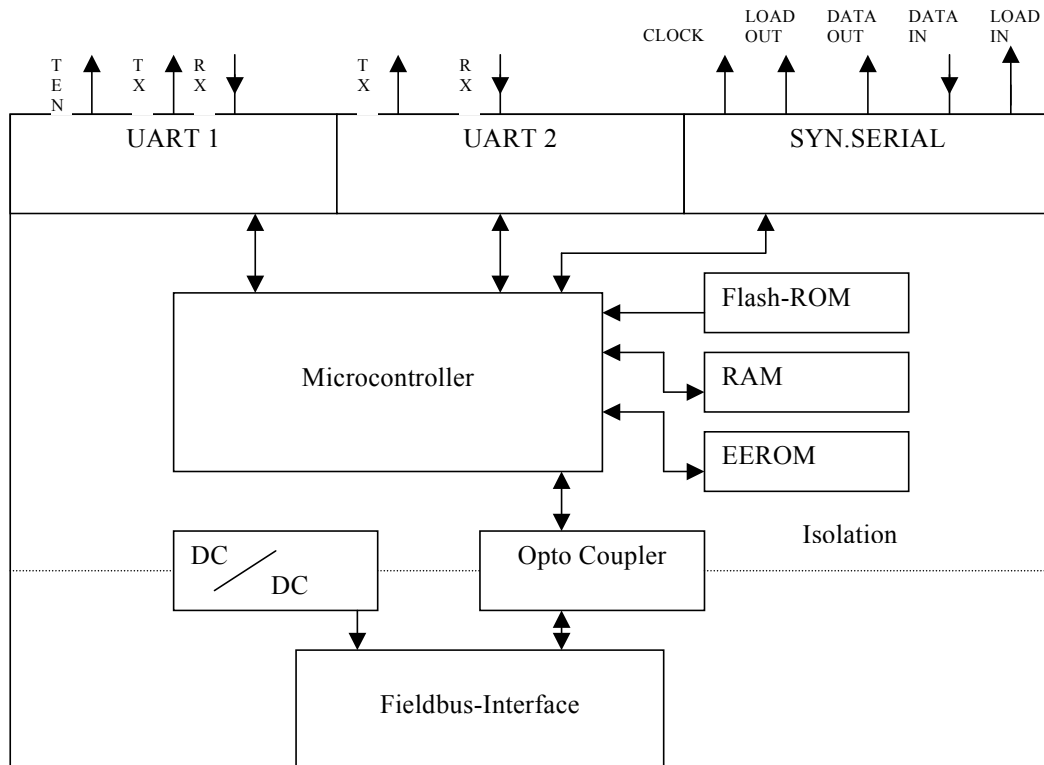 CLOCK
LOAD
OUT
DATA
OUT
DATA
IN
LOAD
IN
T
E
N
T
X
R
X
T
X
R
X
UART 1
UART 2
SYN.SERIAL
Flash-ROM
Microcontroller
RAM
EEROM
Isolation
DC
DC
Opto Coupler
Fieldbus-Interface